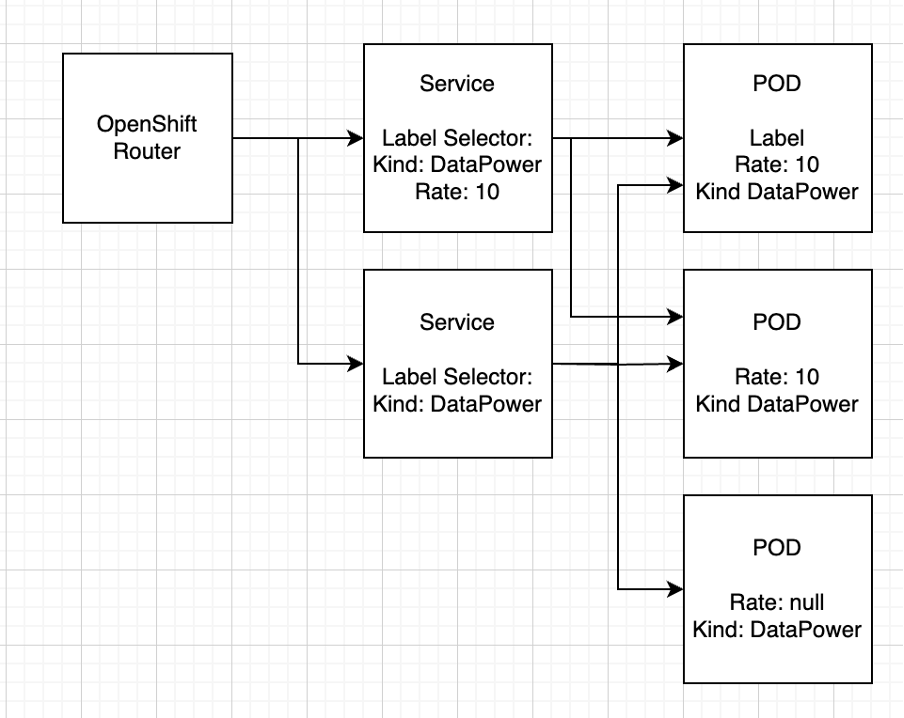 OpenShift
Router
Service
Label Selector:
Kind: DataPower
Rate: 10
POD
Label
Rate: 10
Kind DataPower
Service
Label Selector:
Kind: DataPower
POD
Rate: 10
Kind DataPower
POD
Rate: null
Kind: DataPower